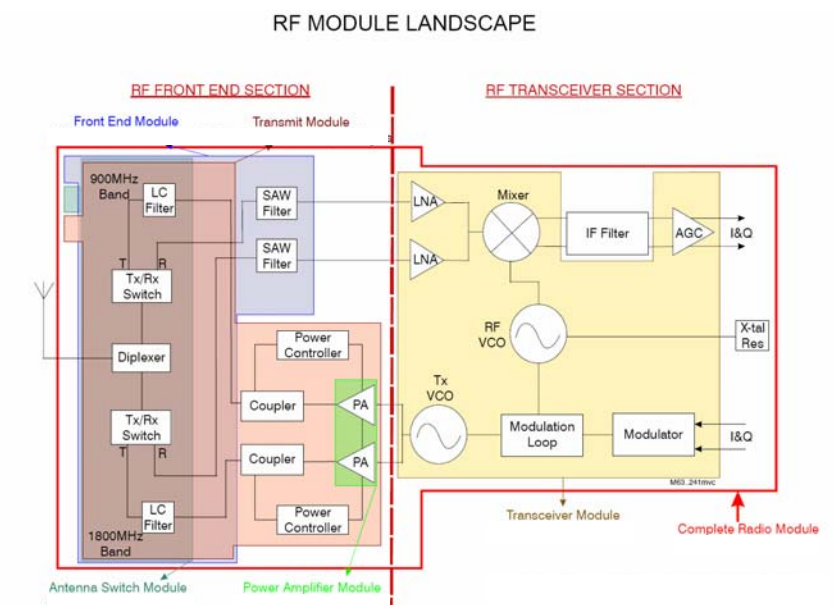 RF MODULE LANDSCAPE
RF FRONT END SECTION
RF TRANSCEIVER SECTION
Front End Module
Transmit Module
900MHz
Band
LC
Filter
SAW
Filter
SAW
Filter
T
R
Tx/Rx
Switch
Diplexer
Tx/Rx
Switch
T
R
LC
Filter
1800MHz
Band
Power
Controller
Coupler
PA
Coupler
PA
Power
Controller
LNA
LNA
Mixer
IF Filter
AGC
I&Q
RF
VCO
X-tal
Res
Tx
VCO
Modulation
Loop
Modulator
I&Q
M63..241mvc
Transceiver Module
Complete Radio Module
Antenna Switch Module
Power Amplifier Module